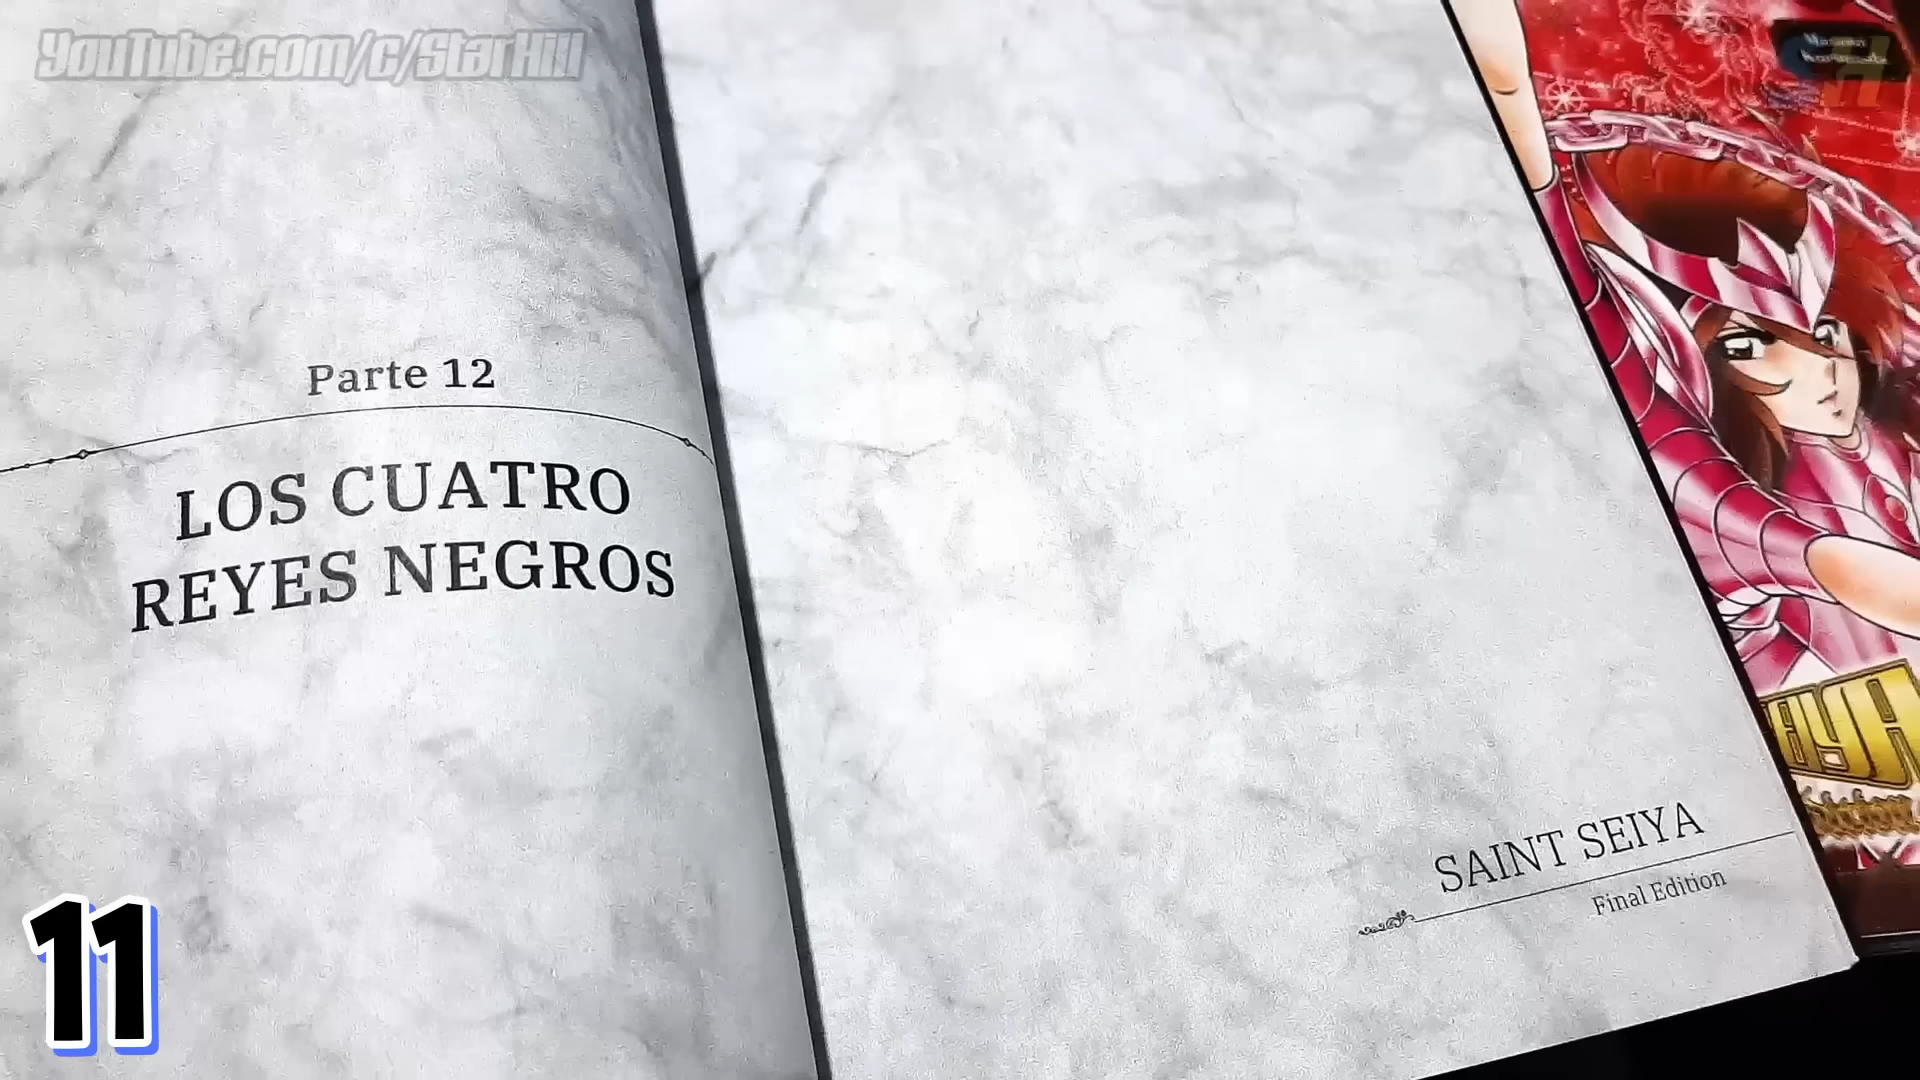 YouTube.com/c/StarHill
Parte 12
LOS CUATRO
REYES NEGROS
SAINT SEIYA
Final Edition
11